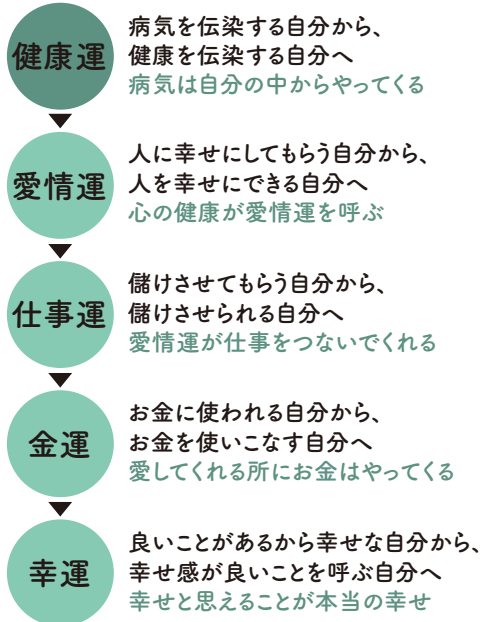 健康運
病気を伝染する自分から、
健康を伝染する自分へ
病気は自分の中からやってくる
愛情運
人に幸せにしてもらう自分から、
人を幸せにできる自分へ
心の健康が愛情運を呼ぶ
仕事運
儲けさせてもらう自分から、
儲けさせられる自分へ
愛情運が仕事をつないでくれる
金運
お金に使われる自分から、
お金を使いこなす自分へ
愛してくれる所にお金はやってくる
幸運
良いことがあるから幸せな自分から、
幸せ感が良いことを呼ぶ自分へ
幸せと思えることが本当の幸せ